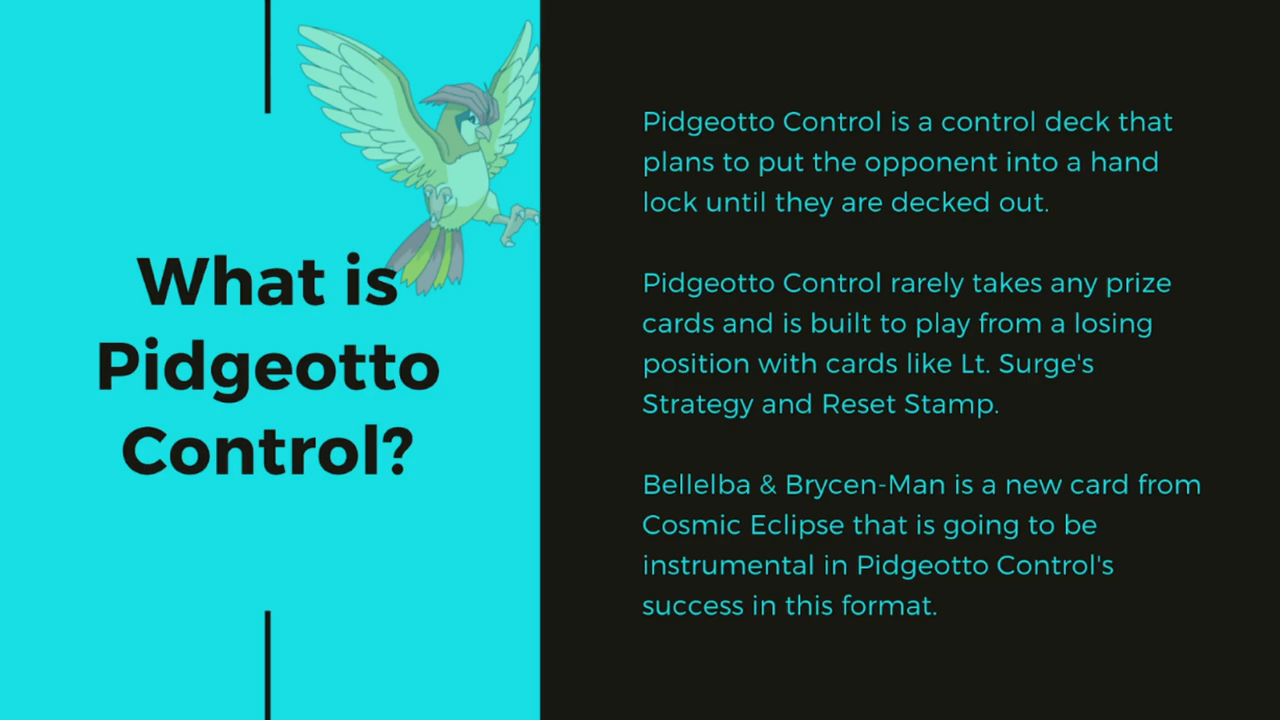 What is
Pidgeotto
Control?
Pidgeotto Control is a control deck that
plans to put the opponent into a hand
lock until they are decked out.
Pidgeotto Control rarely takes any prize
cards and is built to play from a losing
position with cards like Lt. Surge's
Strategy and Reset Stamp.
Bellelba & Brycen-Man is a new card from
Cosmic Eclipse that is going to be
instrumental in Pidgeotto Control's
success in this format.